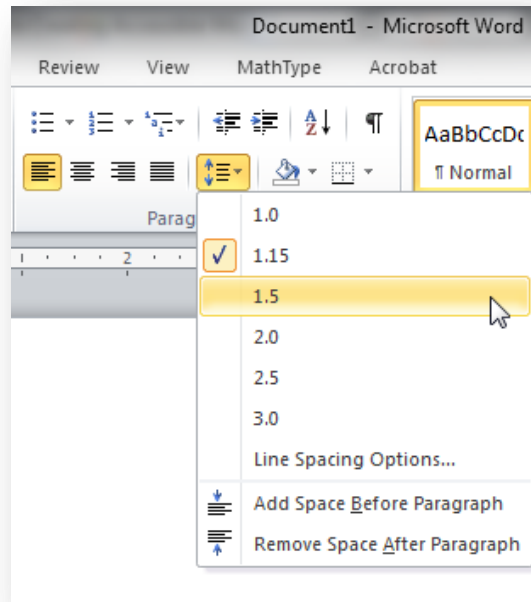 Document1 - Microsoft Word
Review View MathType Acrobat
AaBbCcDc
¶ Normal
Parag
2
1.0
1.15
1.5
2.0
2.5
3.0
Line Spacing Options...
Add Space Before Paragraph
Remove Space After Paragraph